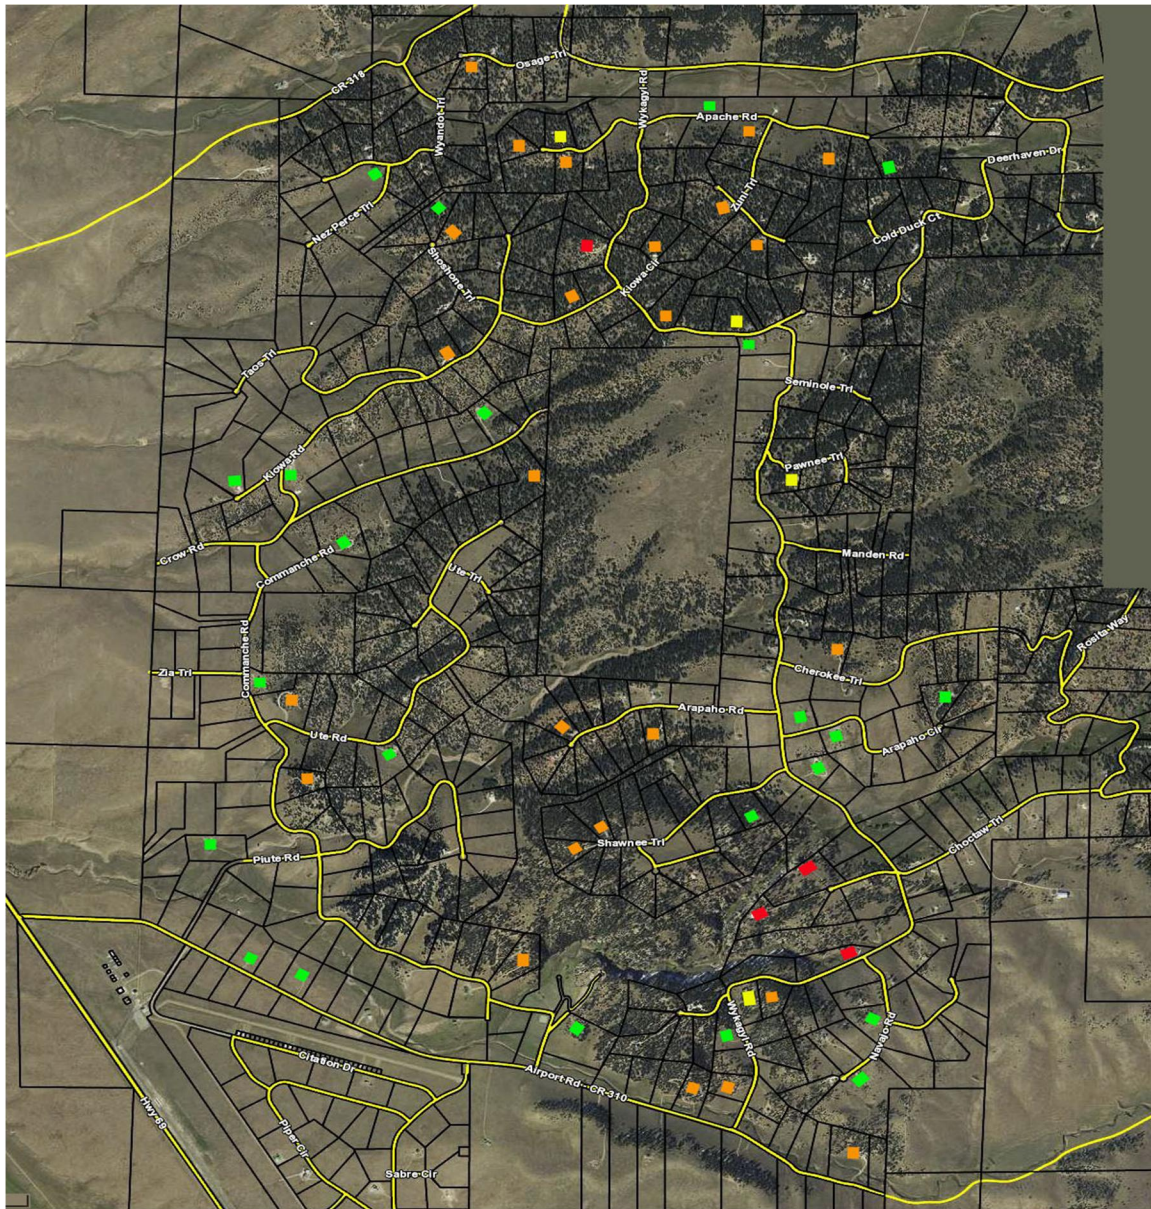 Osage Trl
CR-318
Wykagyl-Rd
Wyandot-Trl
Apache Rd
Deerhaven Dr
Zuni-Trl
Nez-Perce-Trl
Cold-Duck Ct
Shoshone-Trl
Kiowa-Cir
Taos-Trl
Seminole Trl
Kiowa-Rd
Pawnee-Trl
Crow-Rd
Commanche-Rd
Manden Rd
Ute-Trl
Rosita Way
Commanche-Rd
Zia Trl
Cherokee-Trl
Arapaho Rd
Ute-Rd
Arapaho-Cir
Choctaw-Trl
Shawnee-Trl
Piute-Rd
Wykagyl-Rd
Navajo-Rd
Citation-Dr
Airport-Rd--CR-310
Hwy-69
Piper-Cir
Sabre-Cir